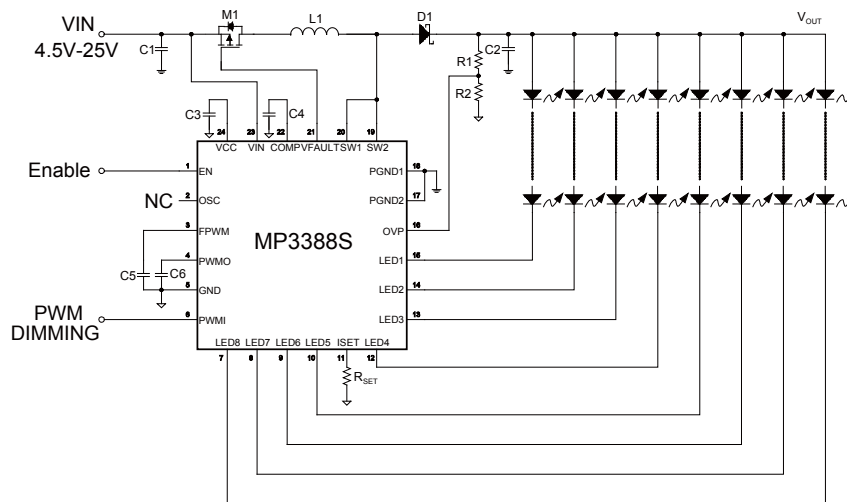 M1
L1
D1
VOUT
VIN
4.5V-25V
C1
R1
C2
R2
C3
C4
24
23
22
21
20
19
VCC
VIN
COMP
VFAULT
SW1
SW2
Enable
1
EN
PGND1
18
NC
2
OSC
PGND2
17
3
FPWM
OVP
16
MP3388S
4
PWMO
LED1
15
C5
C6
5
GND
LED2
14
PWM
DIMMING
6
PWMI
LED3
13
LED8
LED7
LED6
LED5
ISET
LED4
7
8
9
10
11
12
RSET